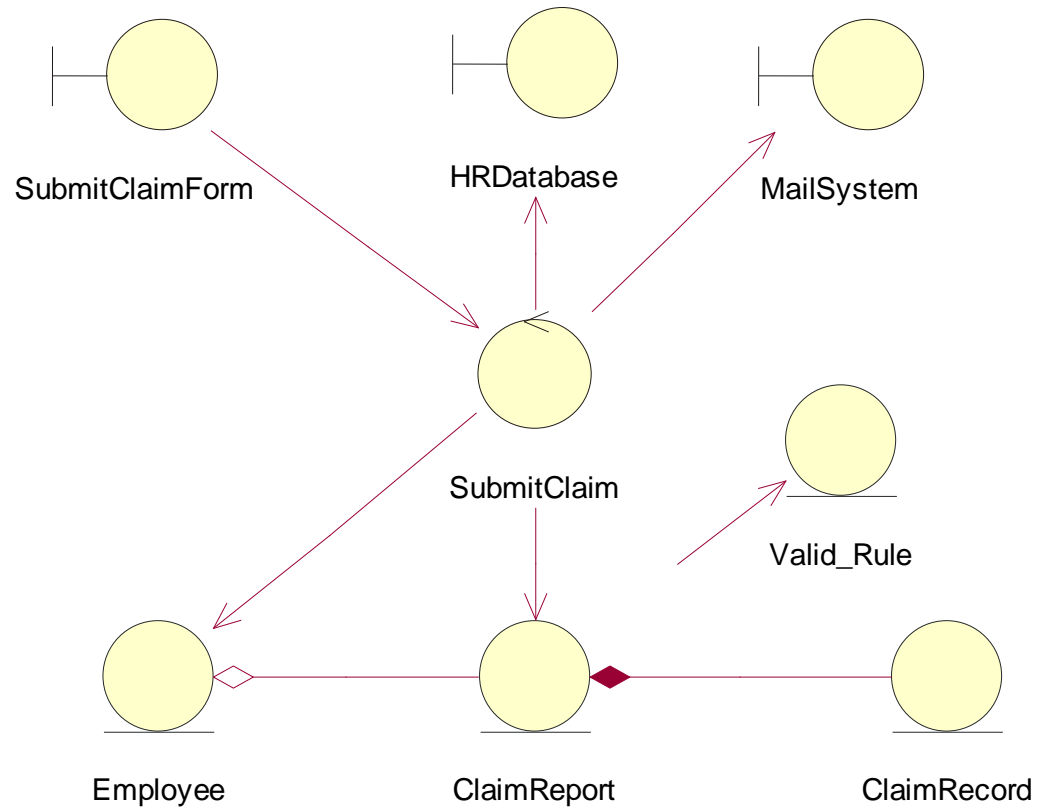 SubmitClaimForm
HRDatabase
MailSystem
SubmitClaim
Valid_Rule
Employee
ClaimReport
ClaimRecord